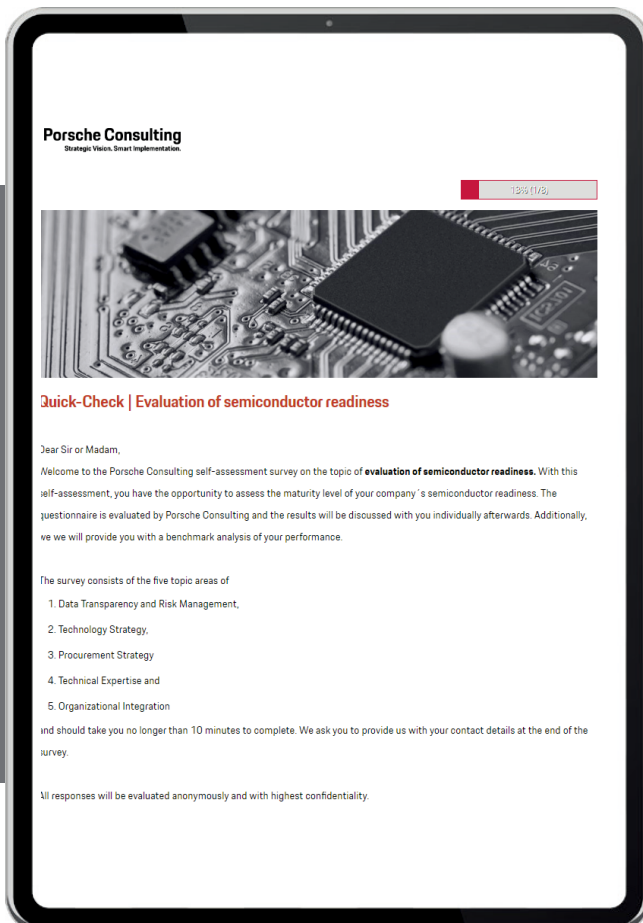 Porsche Consulting
Strategic Vision. Smart Implementation.
13% (1/8)
Quick-Check | Evaluation of semiconductor readiness
Dear Sir or Madam,
Welcome to the Porsche Consulting self-assessment survey on the topic of evaluation of semiconductor readiness. With this
self-assessment, you have the opportunity to assess the maturity level of your company´s semiconductor readiness. The
questionnaire is evaluated by Porsche Consulting and the results will be discussed with you individually afterwards. Additionally,
we we will provide you with a benchmark analysis of your performance.
The survey consists of the five topic areas of
1. Data Transparency and Risk Management,
2. Technology Strategy,
3. Procurement Strategy
4. Technical Expertise and
5. Organizational Integration
and should take you no longer than 10 minutes to complete. We ask you to provide us with your contact details at the end of the
survey.
All responses will be evaluated anonymously and with highest confidentiality.